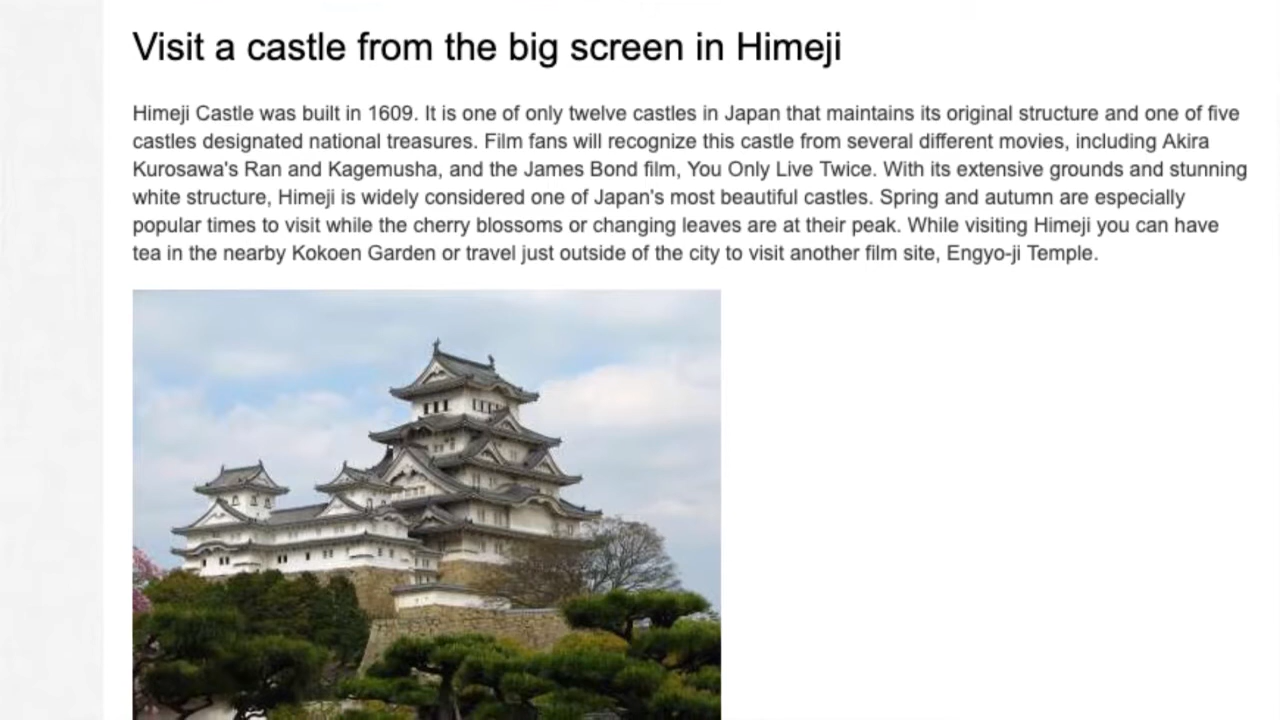 Visit a castle from the big screen in Himeji
Himeji Castle was built in 1609. It is one of only twelve castles in Japan that maintains its original structure and one of five
castles designated national treasures. Film fans will recognize this castle from several different movies, including Akira
Kurosawa's Ran and Kagemusha, and the James Bond film, You Only Live Twice. With its extensive grounds and stunning
white structure, Himeji is widely considered one of Japan's most beautiful castles. Spring and autumn are especially
popular times to visit while the cherry blossoms or changing leaves are at their peak. While visiting Himeji you can have
tea in the nearby Kokoen Garden or travel just outside of the city to visit another film site, Engyo-ji Temple.